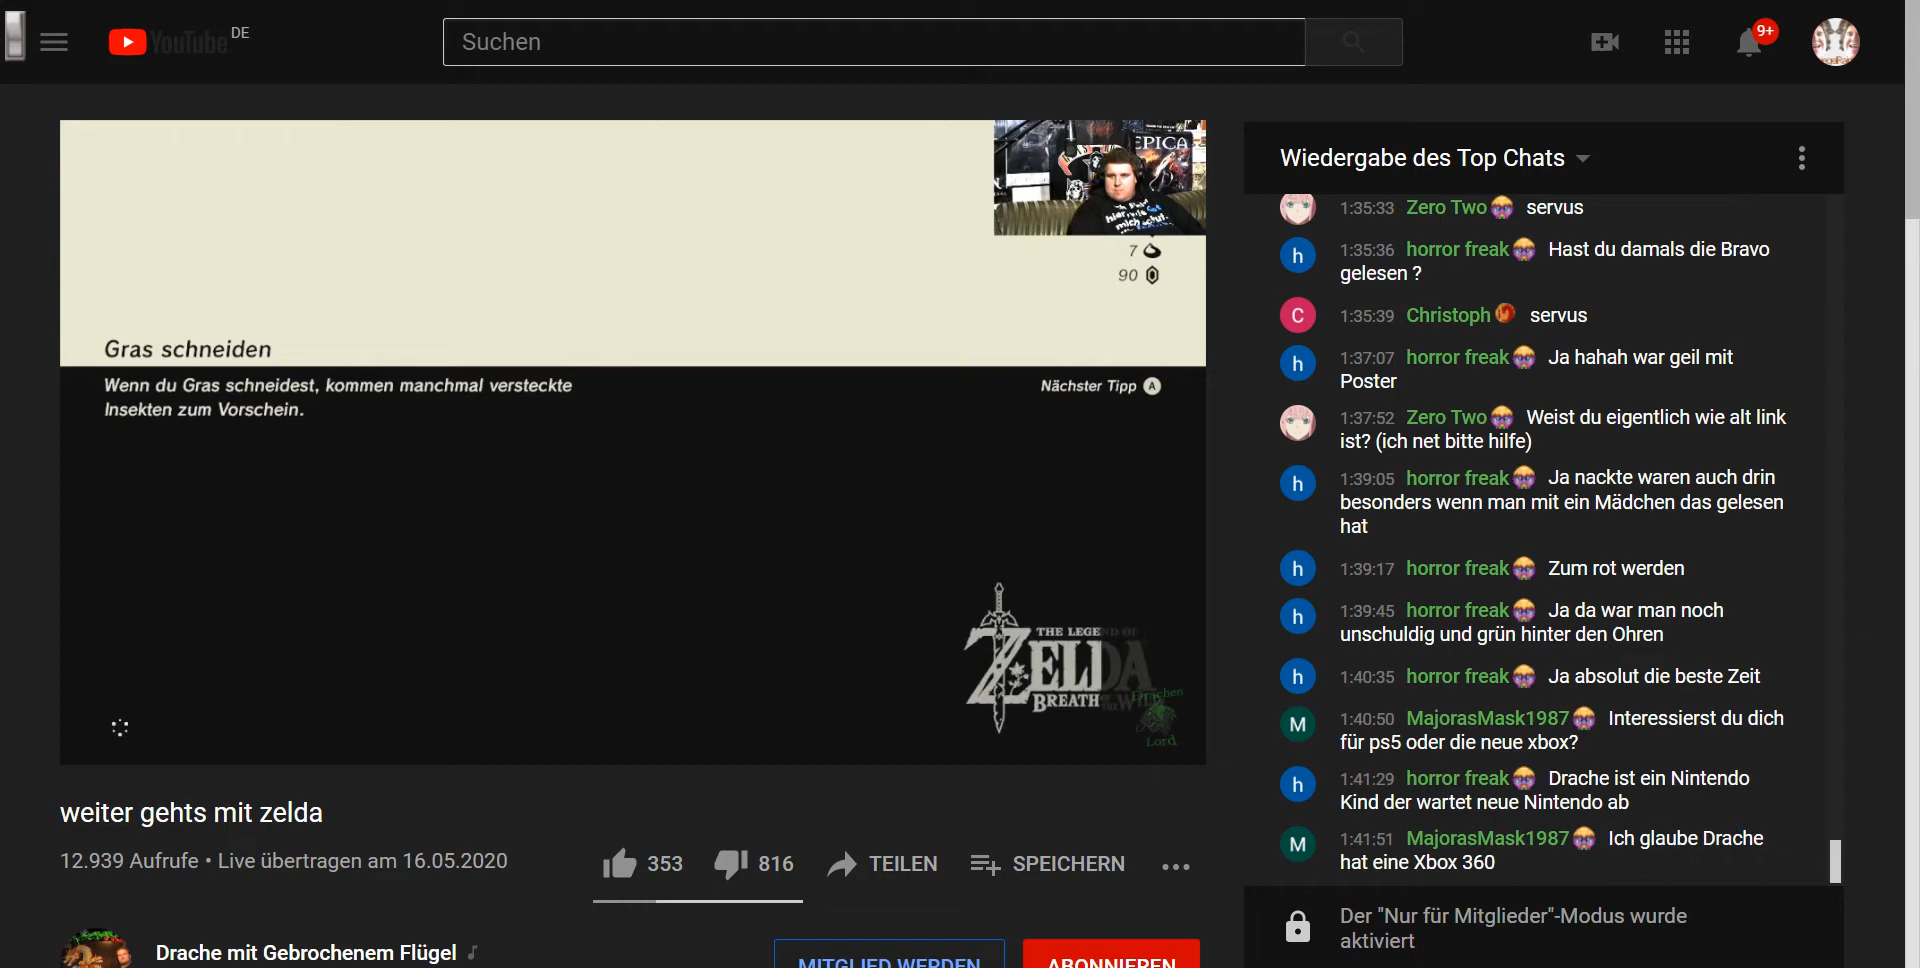 YouTube DE
Suchen
9+
EPICA
7
90
Gras schneiden
Wenn du Gras schneidest, kommen manchmal versteckte
Insekten zum Vorschein.
Nächster Tipp A
THE LEGEND OF
ZELDA
BREATH OF THE WILD
Drachen
Lord
weiter gehts mit zelda
12.939 Aufrufe • Live übertragen am 16.05.2020
353
816
TEILEN
SPEICHERN
Drache mit Gebrochenem Flügel
MITGLIED WERDEN
ABONNIEREN
Wiedergabe des Top Chats
1:35:33 Zero Two servus
h
1:35:36 horror freak Hast du damals die Bravo
gelesen ?
C
1:35:39 Christoph servus
h
1:37:07 horror freak Ja hahah war geil mit
Poster
1:37:52 Zero Two Weist du eigentlich wie alt link
ist? (ich net bitte hilfe)
h
1:39:05 horror freak Ja nackte waren auch drin
besonders wenn man mit ein Mädchen das gelesen
hat
h
1:39:17 horror freak Zum rot werden
h
1:39:45 horror freak Ja da war man noch
unschuldig und grün hinter den Ohren
h
1:40:35 horror freak Ja absolut die beste Zeit
M
1:40:50 MajorasMask1987 Interessierst du dich
für ps5 oder die neue xbox?
h
1:41:29 horror freak Drache ist ein Nintendo
Kind der wartet neue Nintendo ab
M
1:41:51 MajorasMask1987 Ich glaube Drache
hat eine Xbox 360
Der "Nur für Mitglieder"-Modus wurde
aktiviert